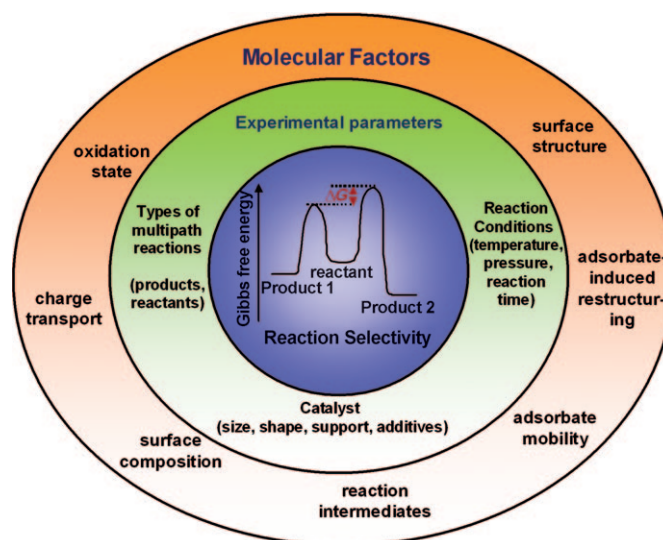 Molecular Factors
Experimental parameters
oxidation
state
surface
structure
Types of
multipath
reactions
(products,
reactants)
Reaction
Conditions
(temperature,
pressure,
reaction
time)
Gibbs free energy
ΔG
reactant
Product 1
Product 2
Reaction Selectivity
charge
transport
adsorbate-
induced
restructur-
ing
Catalyst
(size, shape, support, additives)
surface
composition
adsorbate
mobility
reaction
intermediates